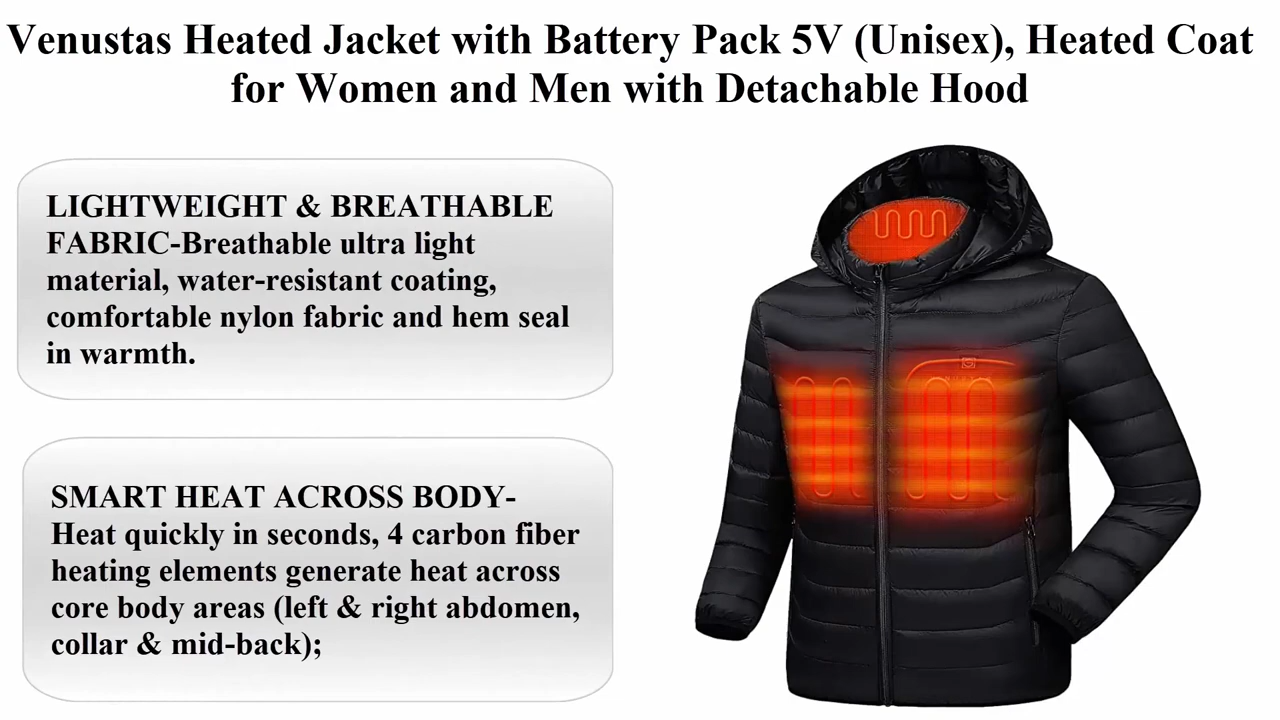 Venustas Heated Jacket with Battery Pack 5V (Unisex), Heated Coat
for Women and Men with Detachable Hood
LIGHTWEIGHT & BREATHABLE
FABRIC-Breathable ultra light
material, water-resistant coating,
comfortable nylon fabric and hem seal
in warmth.
SMART HEAT ACROSS BODY-
Heat quickly in seconds, 4 carbon fiber
heating elements generate heat across
core body areas (left & right abdomen,
collar & mid-back);